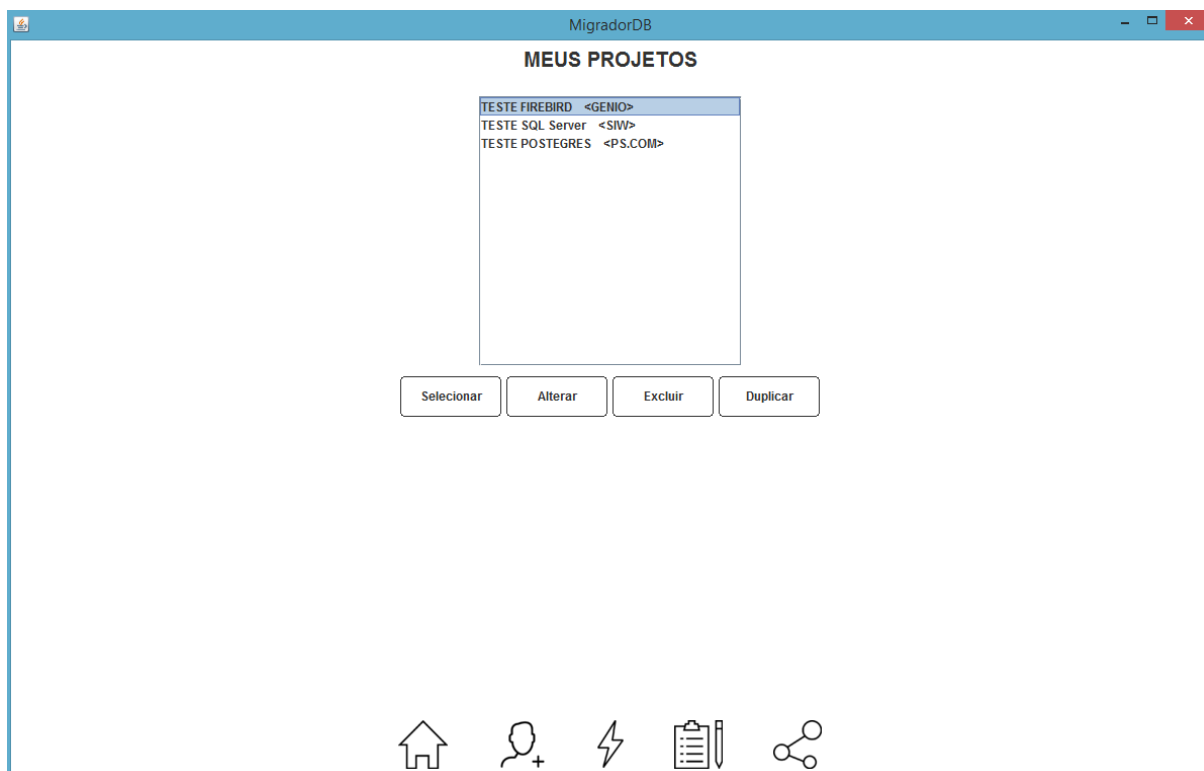 MigradorDB
MEUS PROJETOS
TESTE FIREBIRD <GENIO>
TESTE SQL Server <SIW>
TESTE POSTEGRES <PS.COM>
Selecionar Alterar Excluir Duplicar